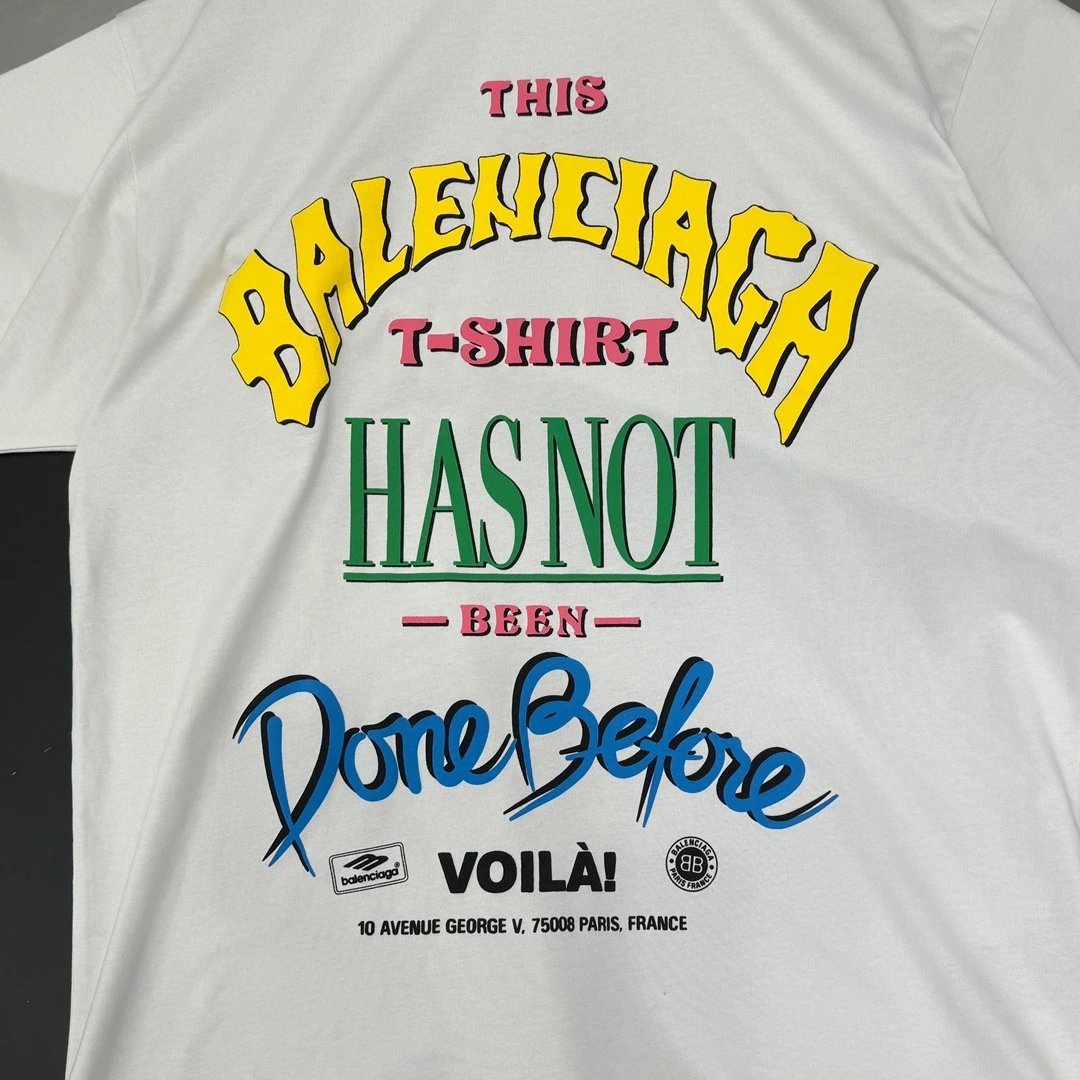 THIS
BALENCIAGA
T-SHIRT
HAS NOT
— BEEN —
Done Before
balenciaga®
VOILÀ!
BALENCIAGA
BB
PARIS FRANCE
10 AVENUE GEORGE V, 75008 PARIS, FRANCE